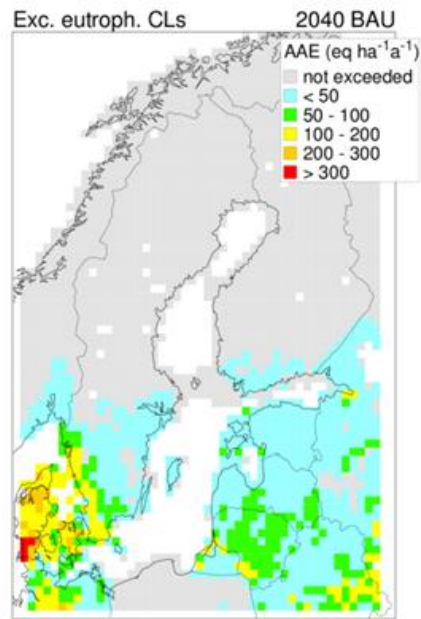 Exc. eutroph. CLs 2040 BAU
AAE (eq ha⁻¹a⁻¹)
not exceeded
< 50
50 - 100
100 - 200
200 - 300
> 300